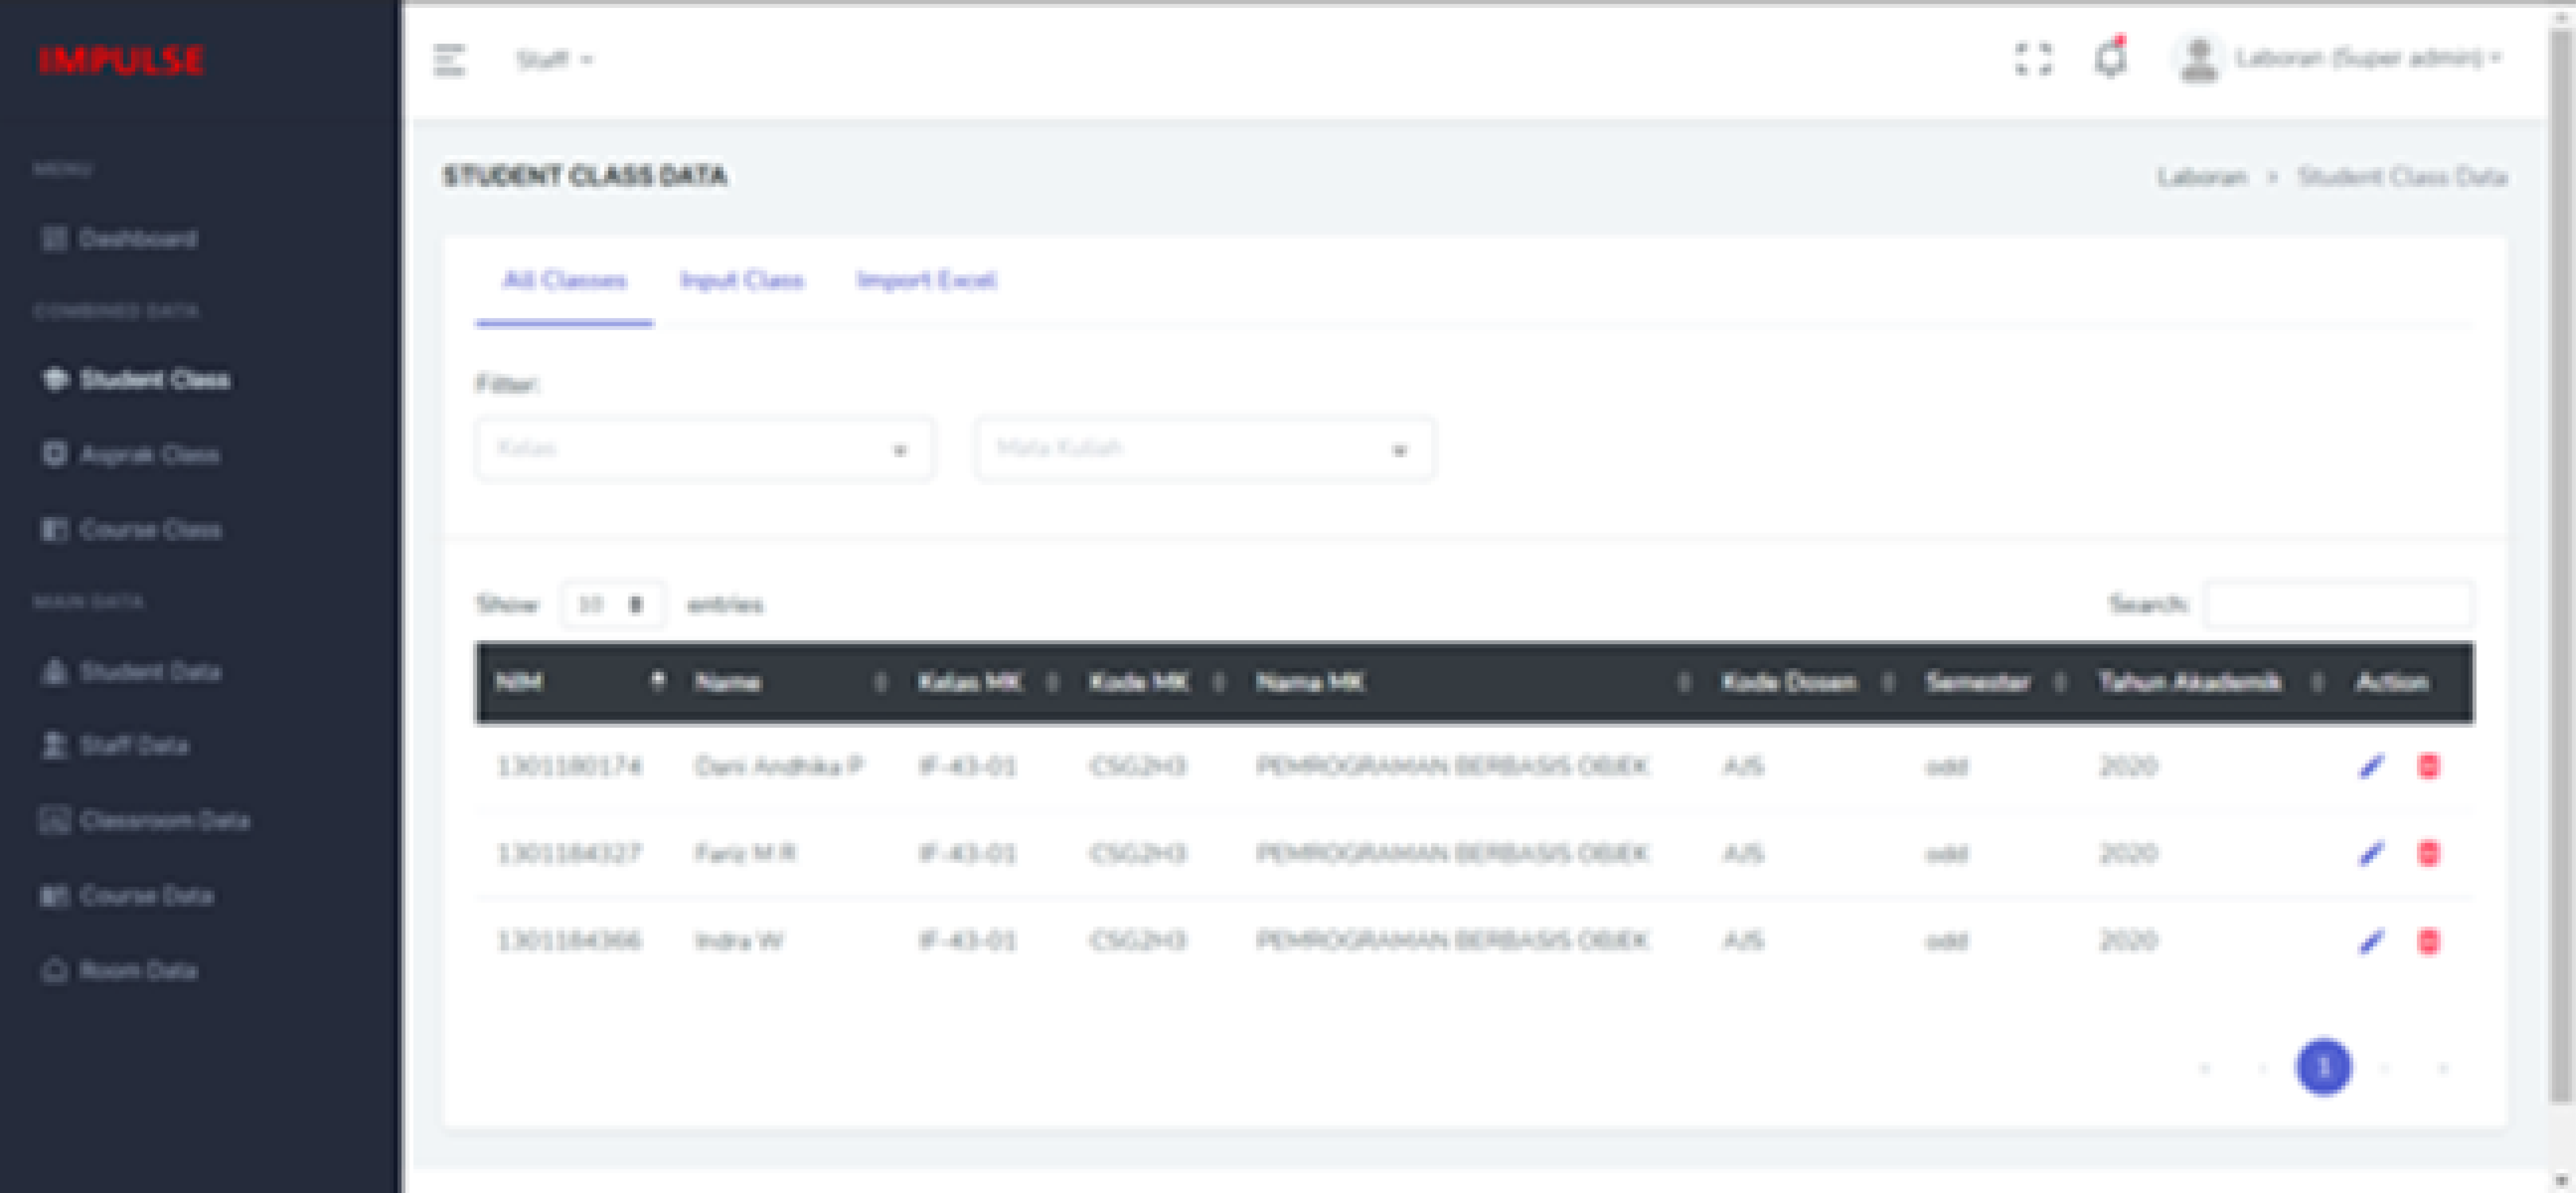 IMPULSE
Staff
Laboran (Super admin)
MENU
Dashboard
COMBINED DATA
Student Class
Asprak Class
Course Class
MAIN DATA
Student Data
Staff Data
Classroom Data
Course Data
Room Data
STUDENT CLASS DATA
Laboran > Student Class Data
All Classes Input Class Import Excel
Filter:
Kelas Mata Kuliah
Show 10 entries Search:
NIM Name Kelas MK Kode MK Nama MK Kode Dosen Semester Tahun Akademik Action
1301180174 Dani Andhika P IF-43-01 CSG2H3 PEMROGRAMAN BERBASIS OBJEK AJS odd 2020
1301184327 Fariz M R IF-43-01 CSG2H3 PEMROGRAMAN BERBASIS OBJEK AJS odd 2020
1301184366 Indra W IF-43-01 CSG2H3 PEMROGRAMAN BERBASIS OBJEK AJS odd 2020
1